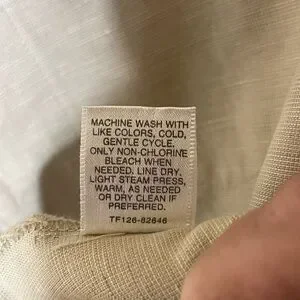 MACHINE WASH WITH
LIKE COLORS, COLD,
GENTLE CYCLE.
ONLY NON-CHLORINE
BLEACH WHEN
NEEDED. LINE DRY.
LIGHT STEAM PRESS,
WARM, AS NEEDED
OR DRY CLEAN IF
PREFERRED.
TF126-82646